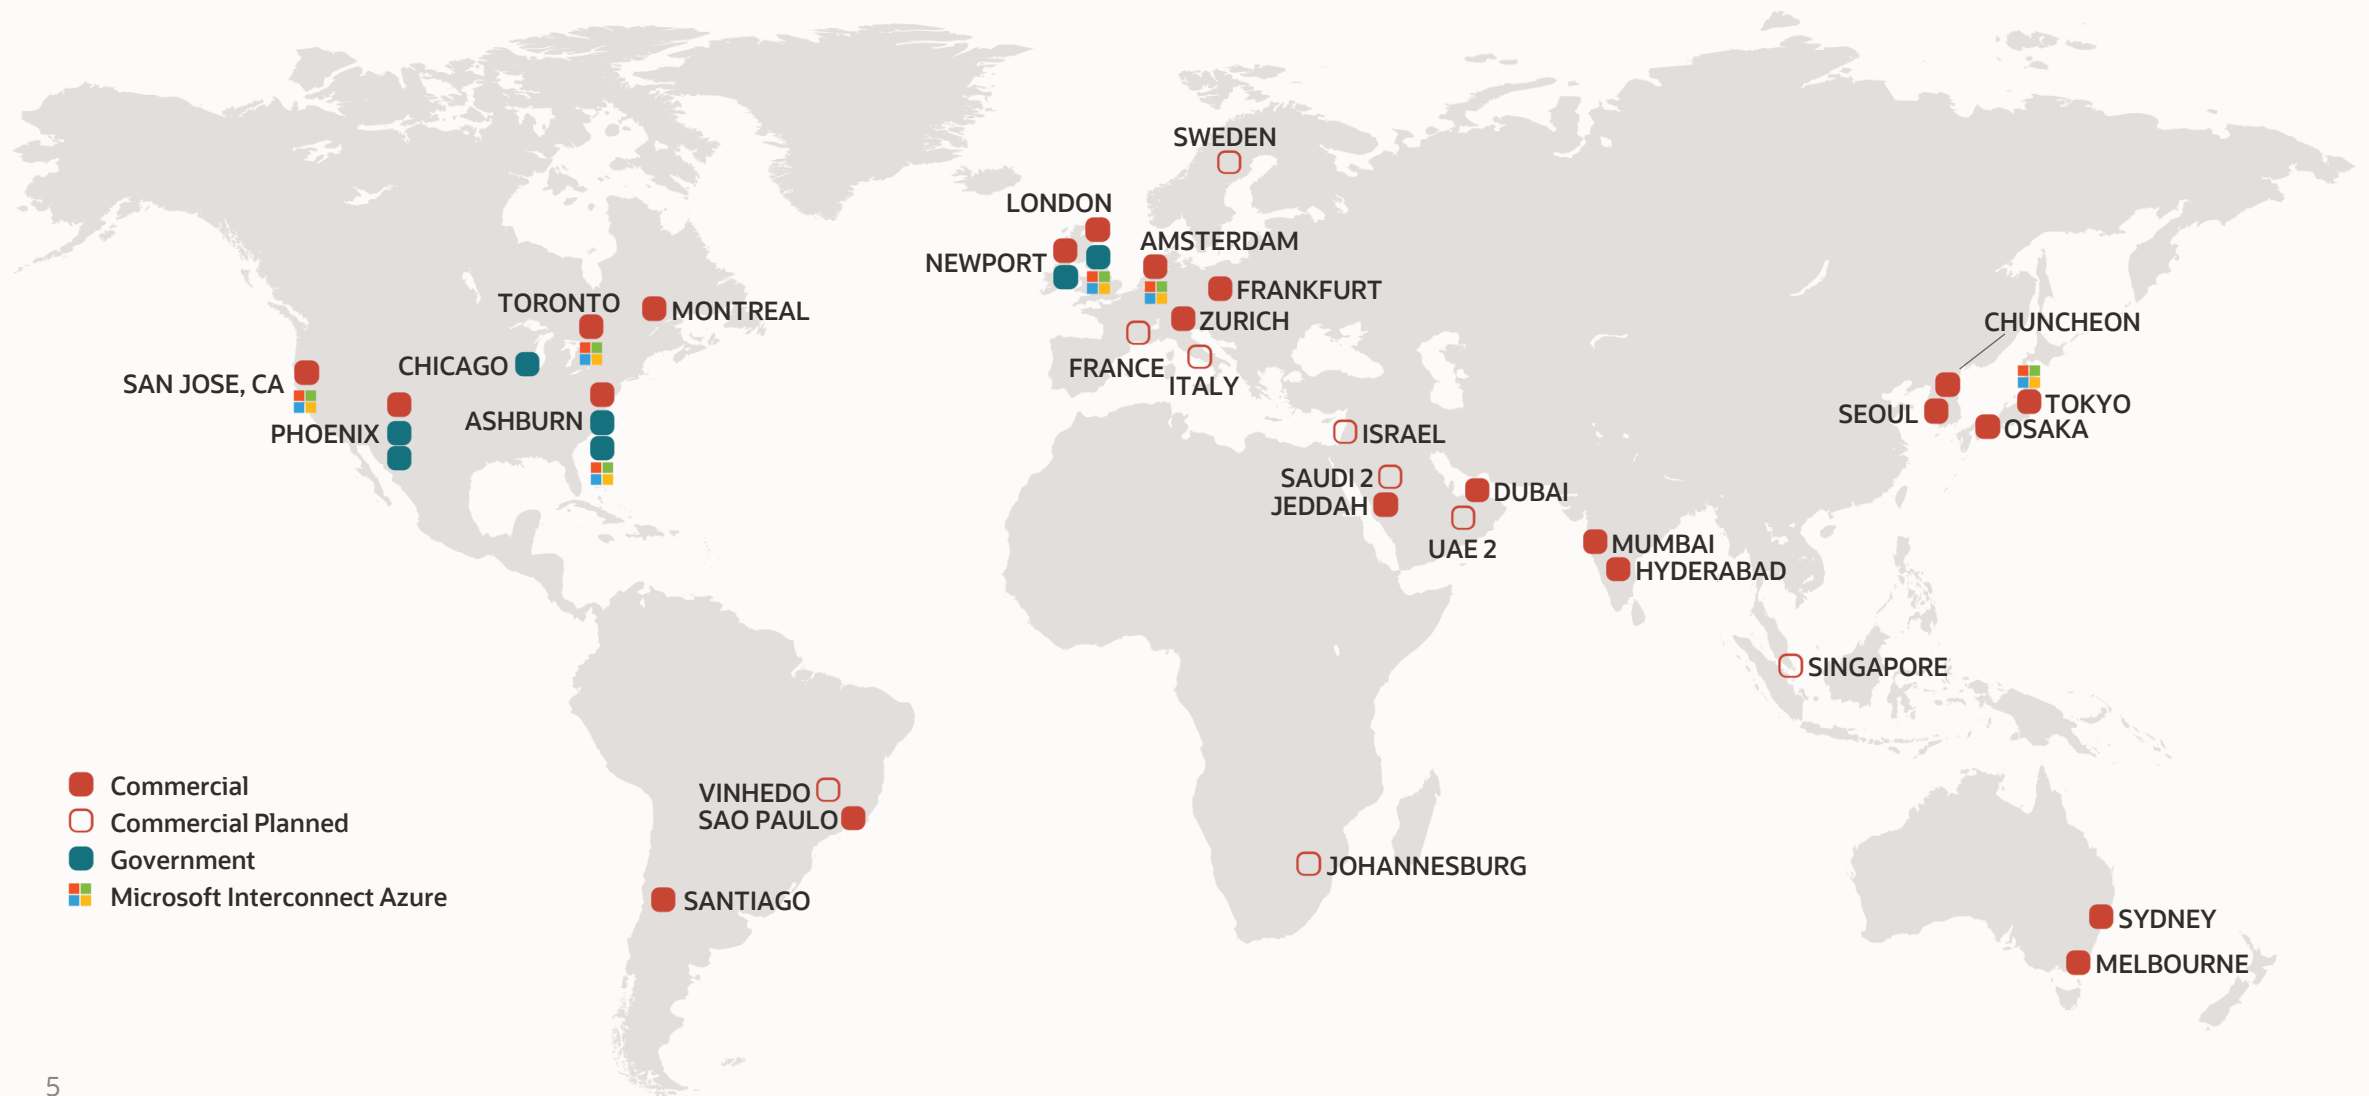 SWEDEN
LONDON
AMSTERDAM
NEWPORT
FRANKFURT
TORONTO
MONTREAL
ZURICH
CHUNCHEON
CHICAGO
FRANCE
SAN JOSE, CA
ITALY
TOKYO
SEOUL
ASHBURN
OSAKA
PHOENIX
ISRAEL
SAUDI 2
DUBAI
JEDDAH
UAE 2
MUMBAI
HYDERABAD
SINGAPORE
VINHEDO
SAO PAULO
JOHANNESBURG
SANTIAGO
SYDNEY
MELBOURNE
Commercial
Commercial Planned
Government
Microsoft Interconnect Azure
5